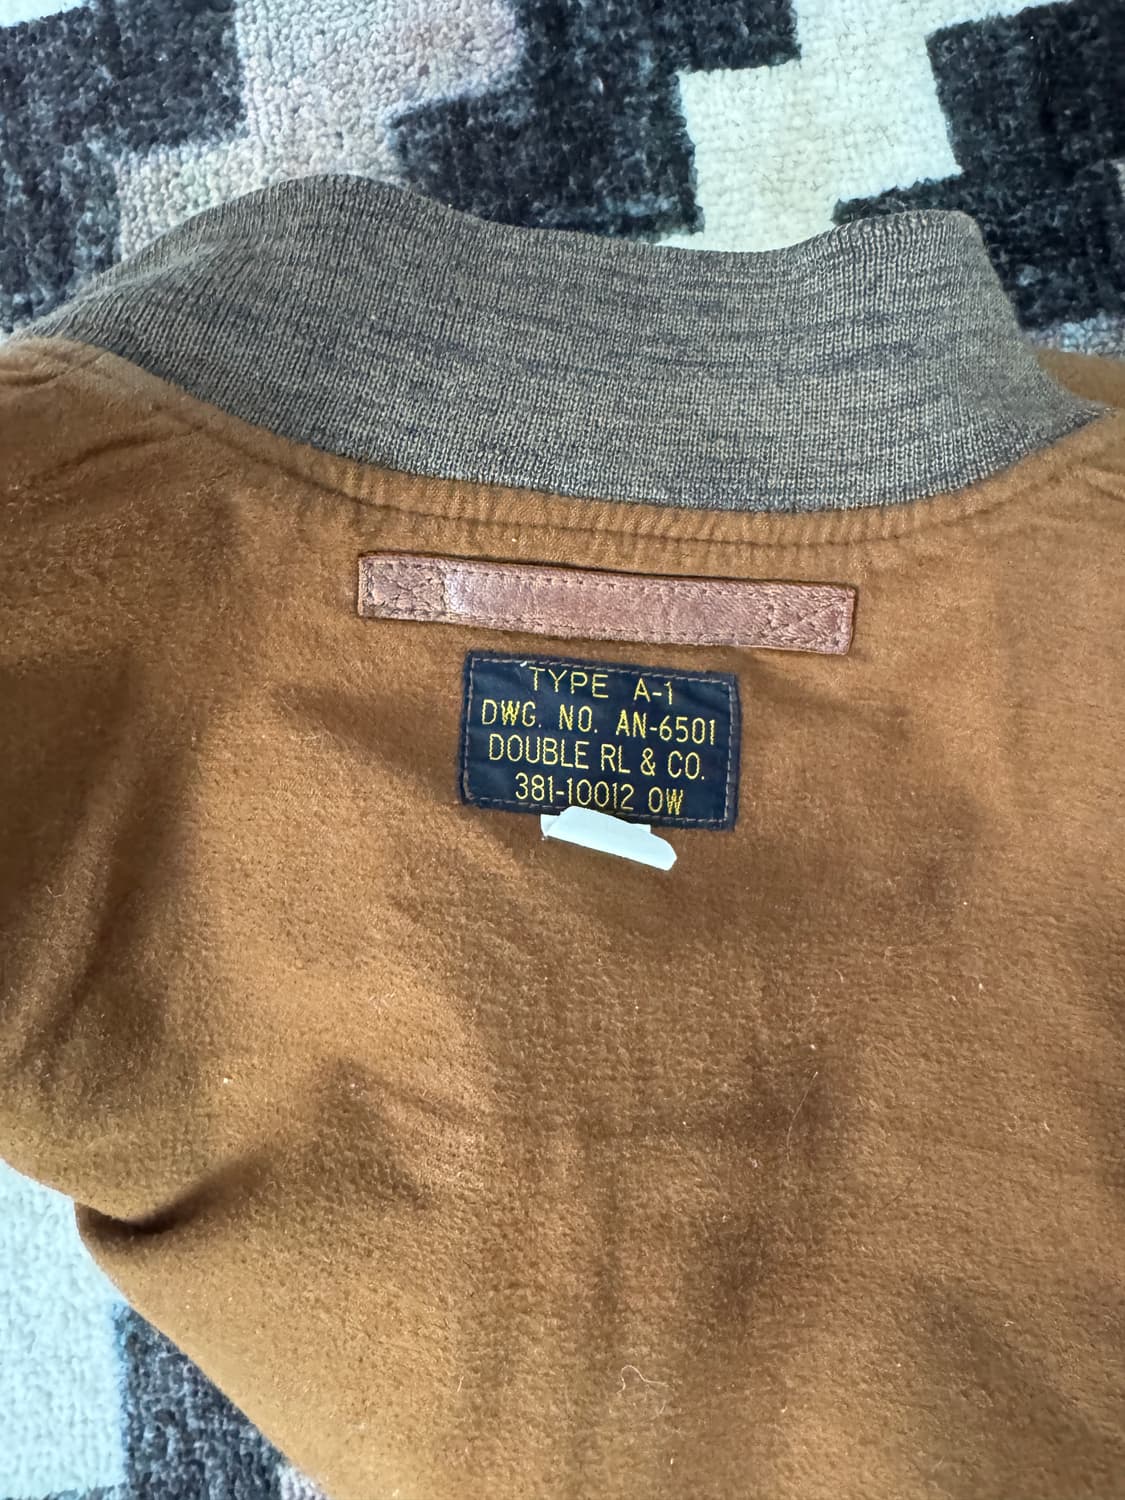 TYPE A-1
DWG. NO. AN-6501
DOUBLE RL & CO.
381-10012 OW